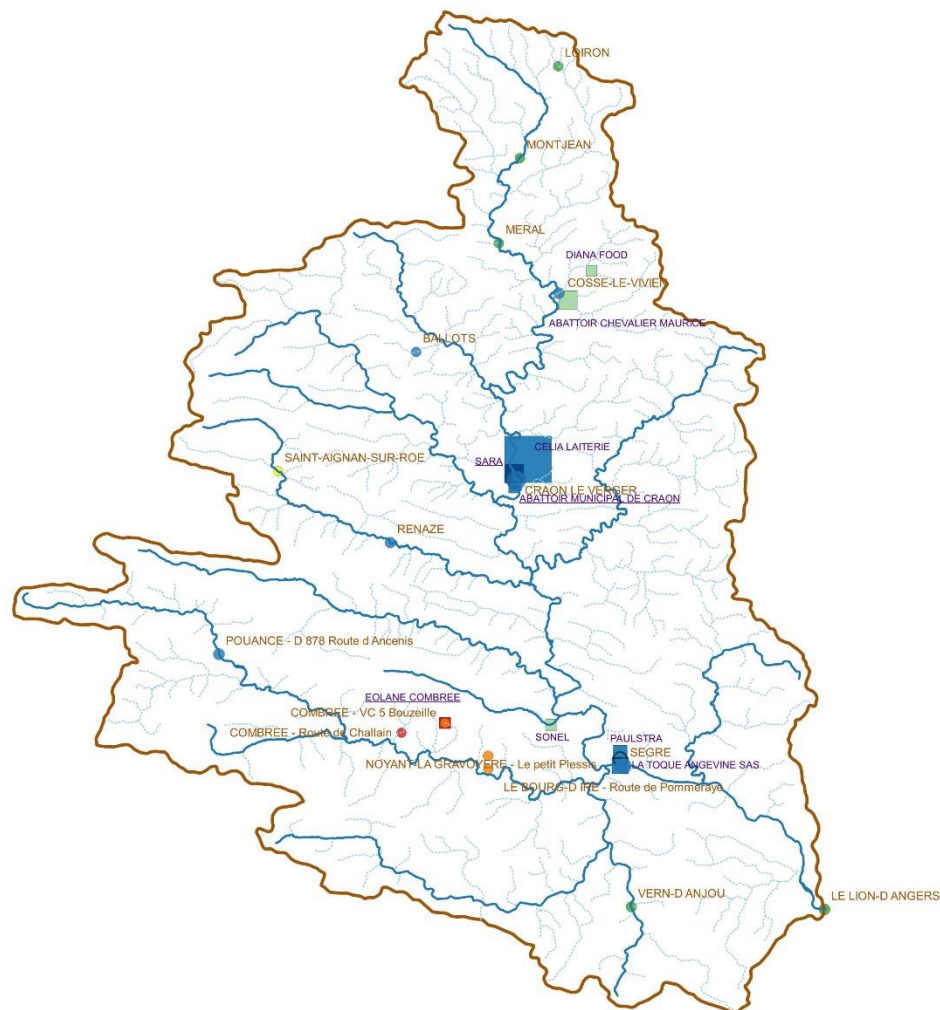 LOIRON
MONTJEAN
MERAL
DIANA FOOD
COSSE-LE-VIVIEN
ABATTOIR CHEVALIER MAURICE
BALLOTS
CELIA LAITERIE
SARA
SAINT-AIGNAN-SUR-ROE
CRAON LE VERGER
ABATTOIR MUNICIPAL DE CRAON
RENAZE
POUANCE - D 878 Route d Ancenis
EOLANE COMBREE
COMBREE - VC 5 Bouzeille
COMBREE - Route de Challain
SONEL
PAULSTRA
SEGRE
NOYANT-LA GRAVOYERE - Le petit Plessis
LA TOQUE ANGEVINE SAS
LE BOURG-D IRE - Route de Pommeraye
VERN-D ANJOU
LE LION-D ANGERS